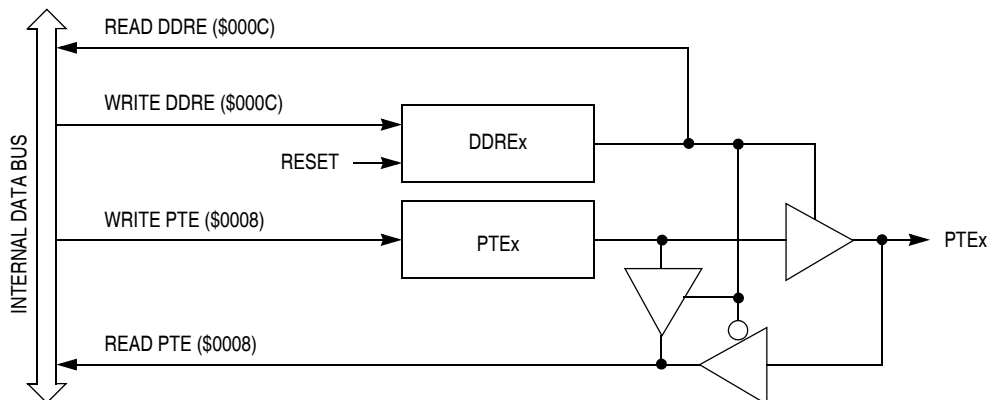 READ DDRE ($000C)
WRITE DDRE ($000C)
DDREx
RESET
INTERNAL DATA BUS
WRITE PTE ($0008)
PTEx
PTEx
READ PTE ($0008)